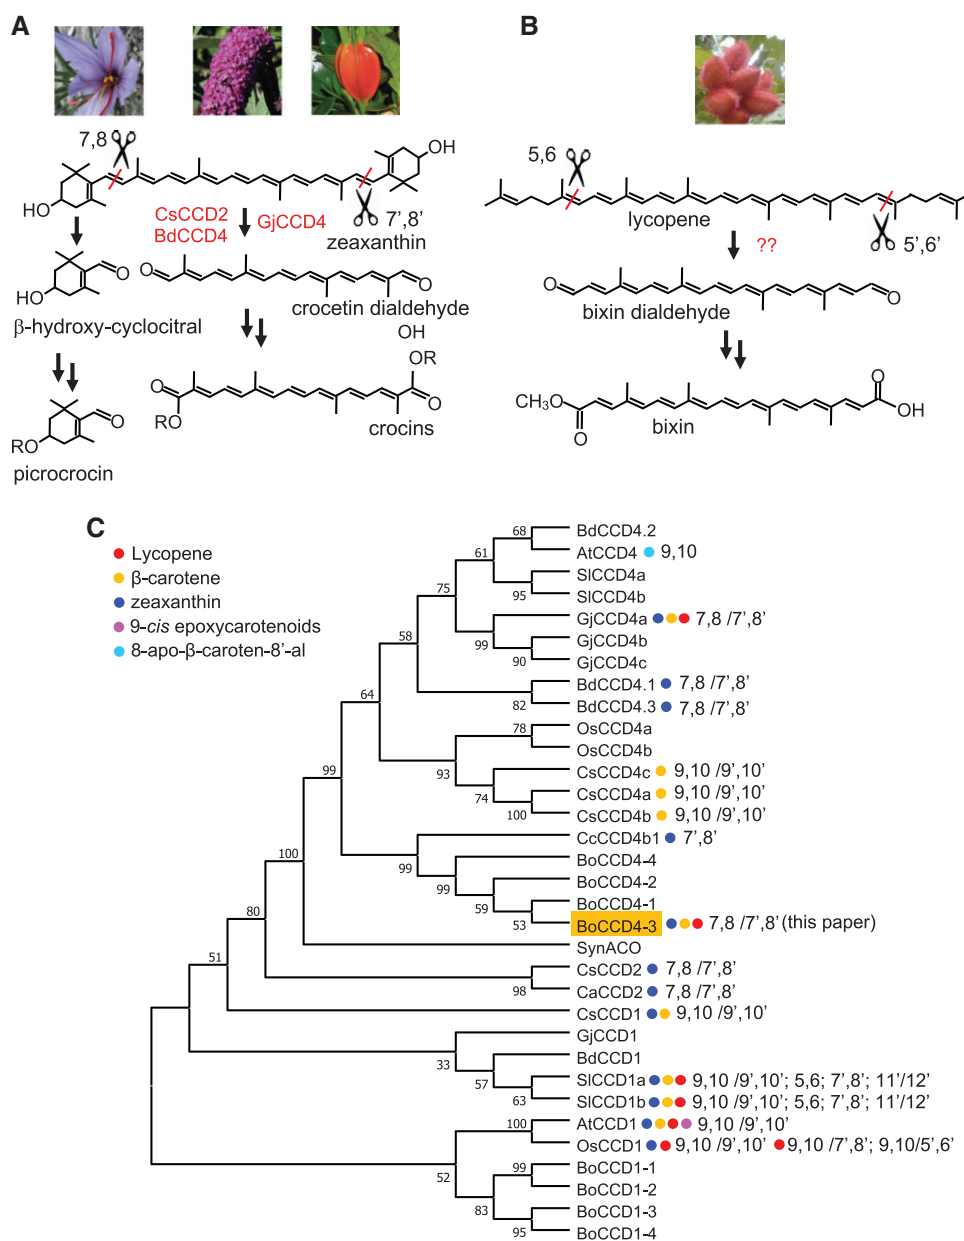 A
B
7,8
OH
HO
CsCCD2
BdCCD4
GjCCD4
7’,8’
zeaxanthin
5,6
lycopene
??
5’,6’
O
HO
β-hydroxy-cyclocitral
O
O
crocetin dialdehyde
OH
O
O
bixin dialdehyde
O
RO
picrocrocin
O
OR
OR
O
RO
crocins
CH3O
O
O
OH
bixin
C
Lycopene
β-carotene
zeaxanthin
9-cis epoxycarotenoids
8-apo-β-caroten-8’-al
68
61
95
75
99
90
58
82
64
78
93
74
100
99
99
99
59
53
100
80
98
51
33
57
63
100
52
99
83
95
BdCCD4.2
AtCCD4 9,10
SlCCD4a
SlCCD4b
GjCCD4a 7,8 /7’,8’
GjCCD4b
GjCCD4c
BdCCD4.1 7,8 /7’,8’
BdCCD4.3 7,8 /7’,8’
OsCCD4a
OsCCD4b
CsCCD4c 9,10 /9’,10’
CsCCD4a 9,10 /9’,10’
CsCCD4b 9,10 /9’,10’
CcCCD4b1 7’,8’
BoCCD4-4
BoCCD4-2
BoCCD4-1
BoCCD4-3 7,8 /7’,8’ (this paper)
SynACO
CsCCD2 7,8 /7’,8’
CaCCD2 7,8 /7’,8’
CsCCD1 9,10 /9’,10’
GjCCD1
BdCCD1
SlCCD1a 9,10 /9’,10’; 5,6; 7’,8’; 11’/12’
SlCCD1b 9,10 /9’,10’; 5,6; 7’,8’; 11’/12’
AtCCD1 9,10 /9’,10’
OsCCD1 9,10 /9’,10’ 9,10 /7’,8’; 9,10/5’,6’
BoCCD1-1
BoCCD1-2
BoCCD1-3
BoCCD1-4